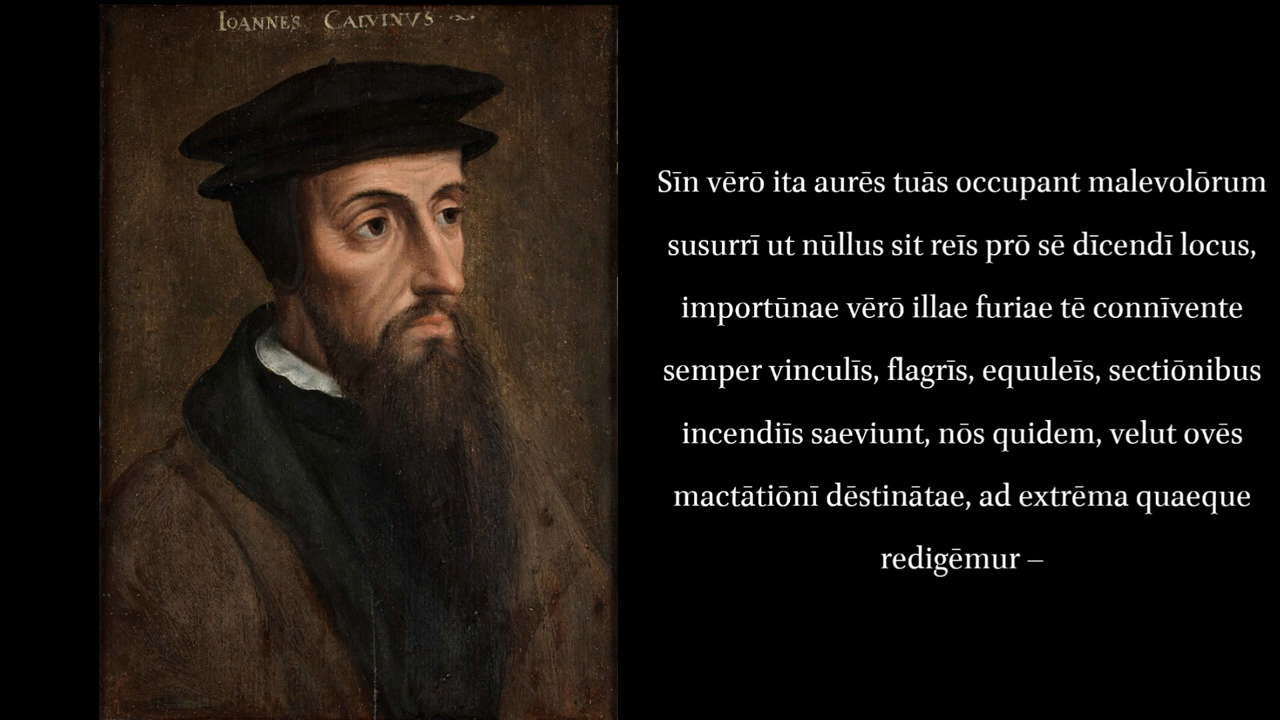 IOANNES CALVINVS
Sīn vērō ita aurēs tuās occupant malevolōrum
susurrī ut nūllus sit reīs prō sē dīcendī locus,
importūnae vērō illae furiae tē connīvente
semper vinculīs, flagrīs, equuleīs, sectiōnibus
incendiīs saeviunt, nōs quidem, velut ovēs
mactātiōnī dēstinātae, ad extrēma quaeque
redigēmur –